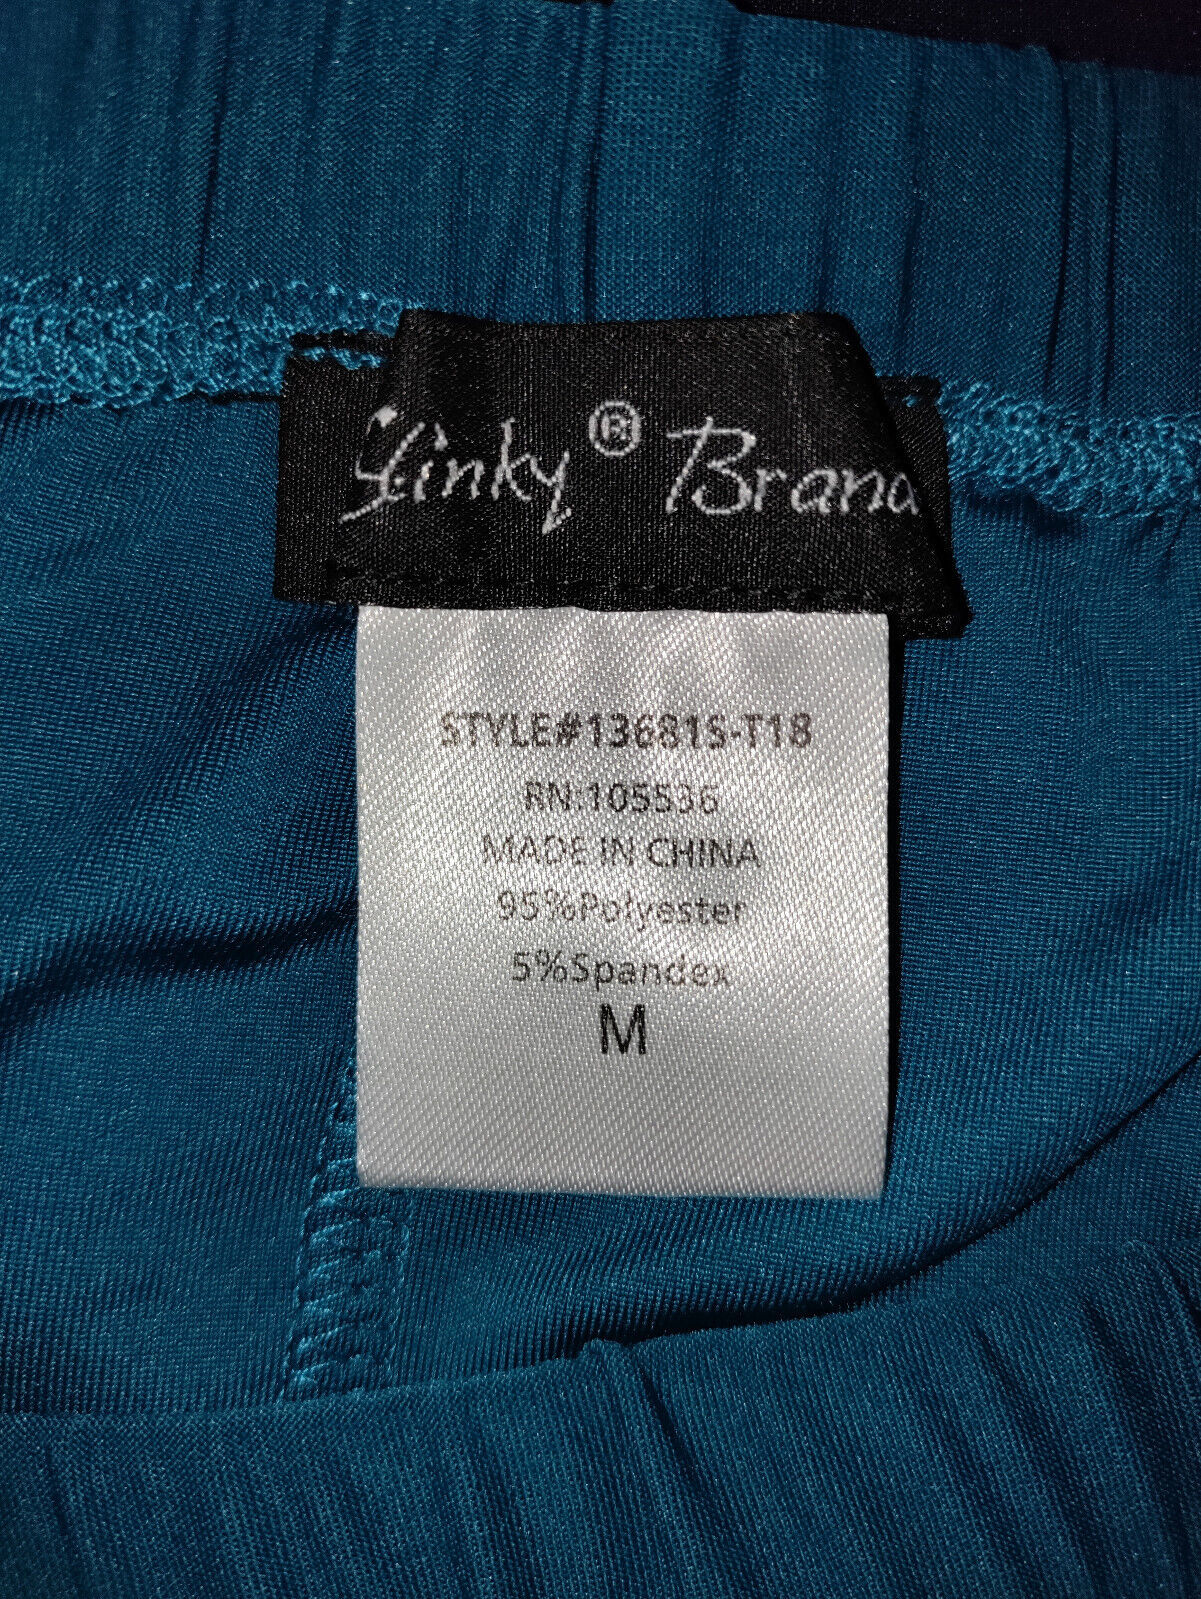 Slinky® Brand
STYLE#13681S-T18
RN:105536
MADE IN CHINA
95%Polyester
5%Spandex
M